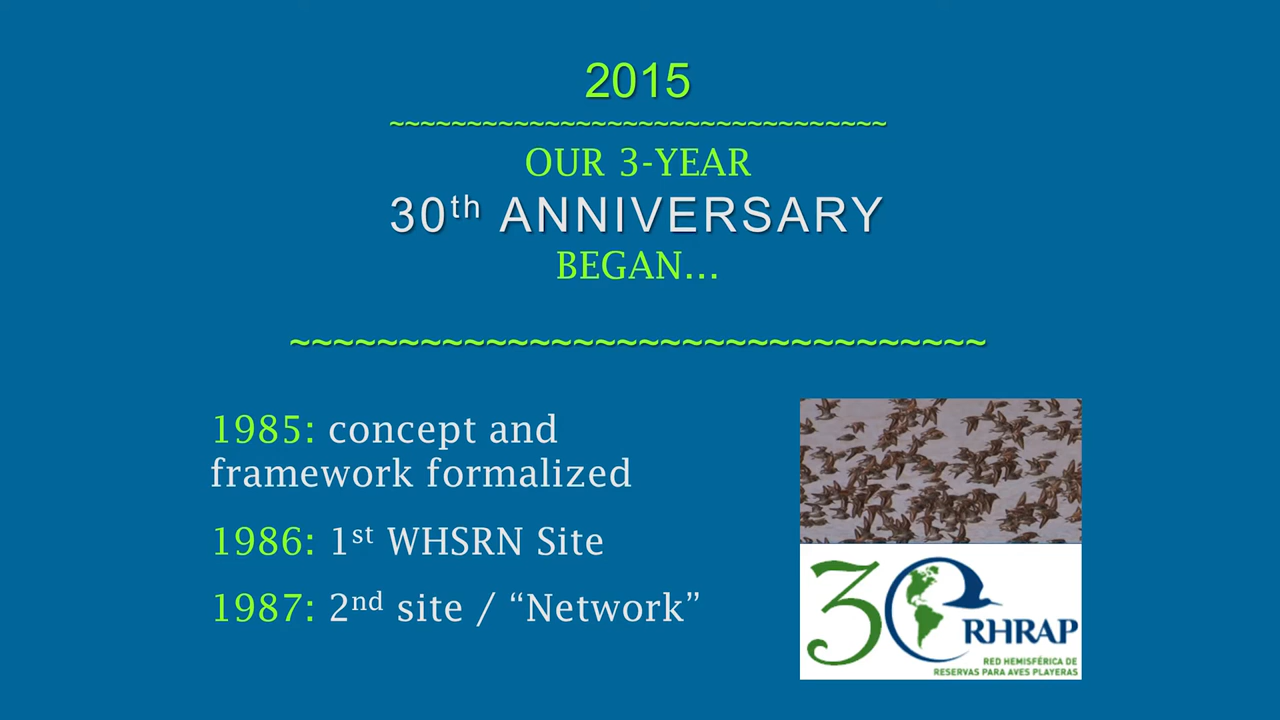 2015
~~~~~~~~~~~~~~~~~~~~~~~~~~~~~~~~
OUR 3-YEAR
30th ANNIVERSARY
BEGAN...
~~~~~~~~~~~~~~~~~~~~~~~~~~~~~~~~
1985: concept and
framework formalized
1986: 1st WHSRN Site
1987: 2nd site / “Network”
30
RHRAP
RED HEMISFÉRICA DE
RESERVAS PARA AVES PLAYERAS